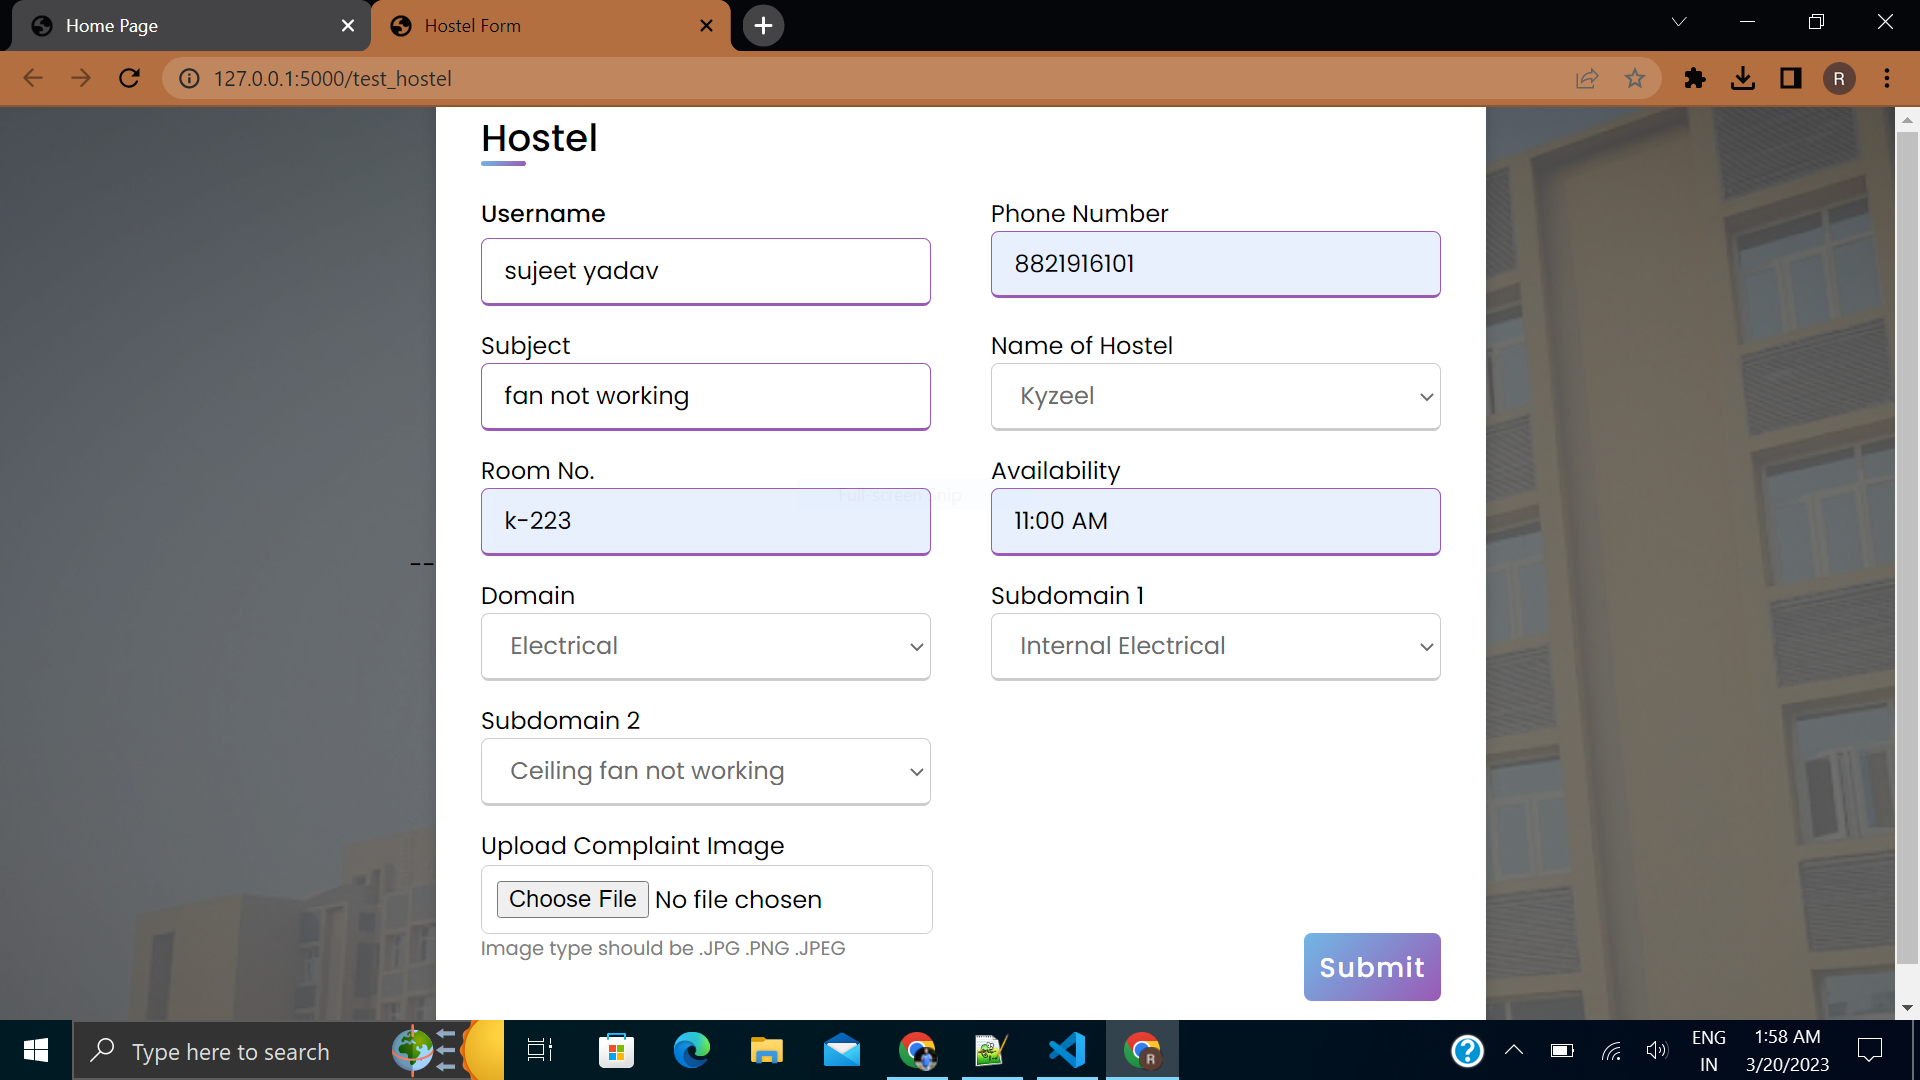 Home Page
Hostel Form
127.0.0.1:5000/test_hostel
R
Hostel
Username
Phone Number
sujeet yadav
8821916101
Subject
Name of Hostel
fan not working
Kyzeel
Room No.
Availability
Full-screen Snip
k-223
11:00 AM
--
Domain
Subdomain 1
Electrical
Internal Electrical
Subdomain 2
Ceiling fan not working
Upload Complaint Image
Choose File No file chosen
Image type should be .JPG .PNG .JPEG
Submit
Type here to search
R
ENG
IN
1:58 AM
3/20/2023